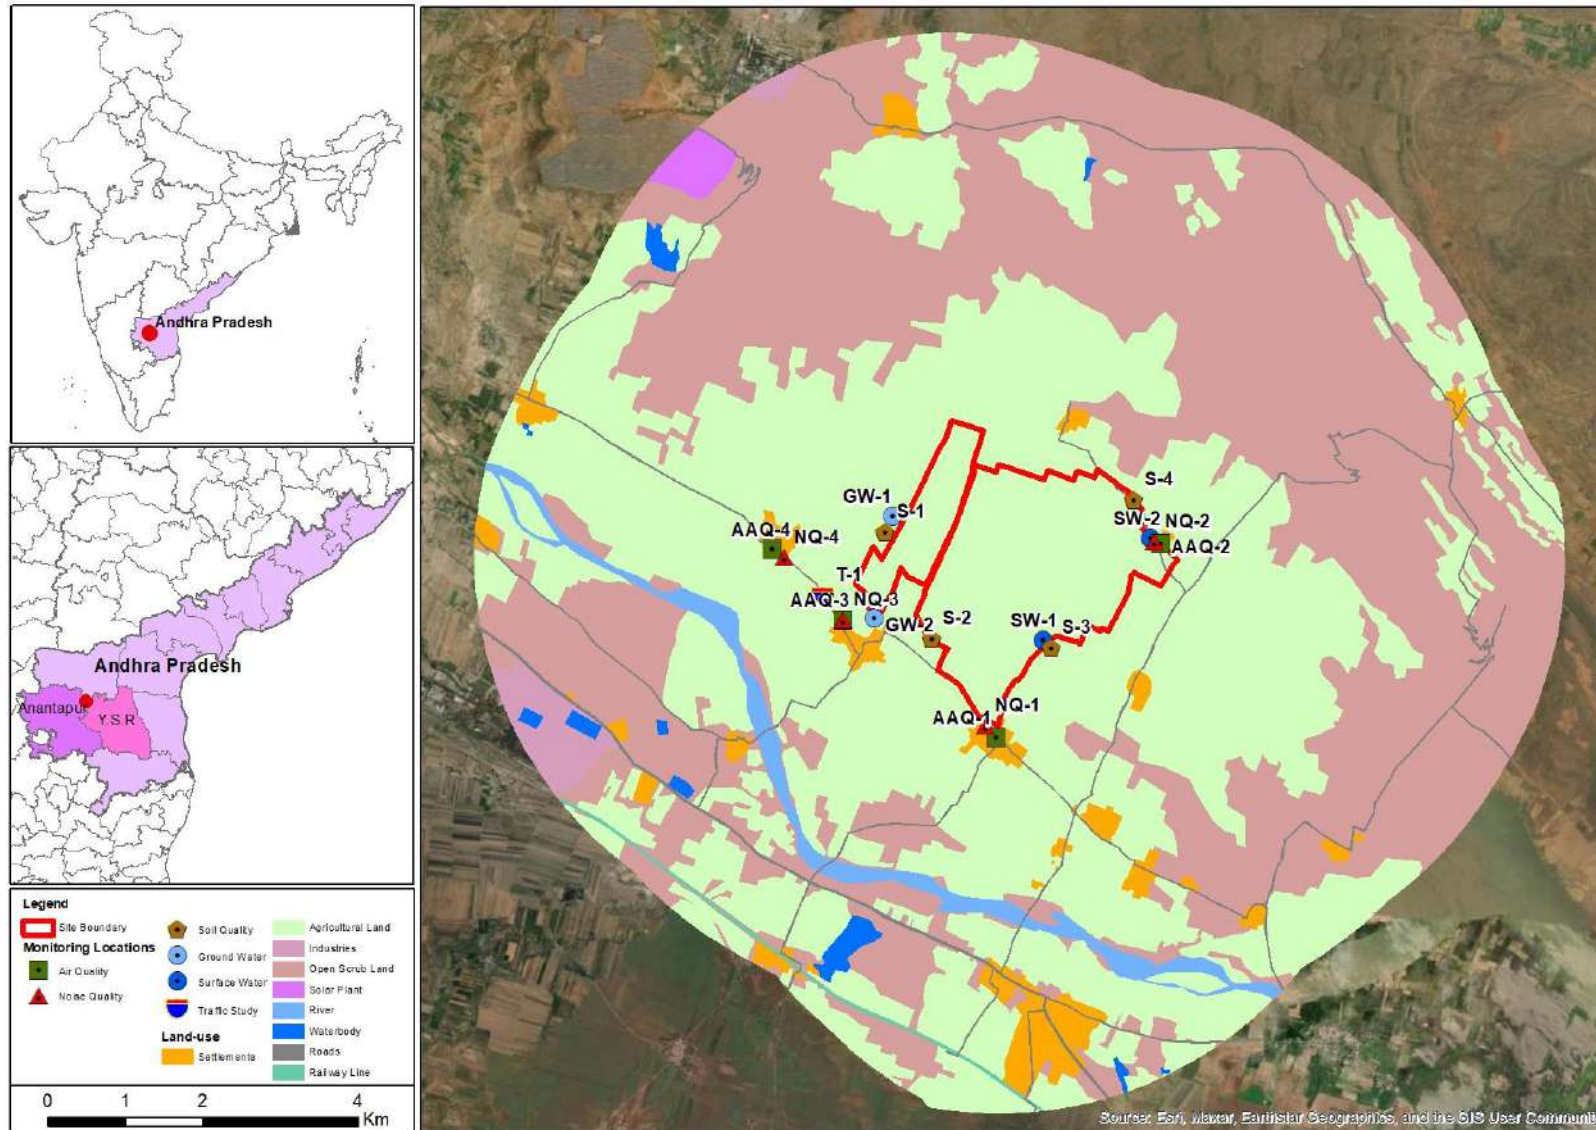 Andhra Pradesh
Andhra Pradesh
Anantapur
Y.S.R
Legend
Site Boundary
Monitoring Locations
Air Quality
Noise Quality
Soil Quality
Ground Water
Surface Water
Traffic Study
Land-use
Settlements
Agricultural Land
Industries
Open Scrub Land
Solar Plant
River
Waterbody
Roads
Railway Line
0 1 2 4
Km
GW-1
S-1
S-4
SW-2 NQ-2
AAQ-2
AAQ-4 NQ-4
T-1
AAQ-3 NQ-3
GW-2
S-2
SW-1
S-3
AAQ-1 NQ-1
Source: Esri, Maxar, Earthstar Geographics, and the GIS User Communit